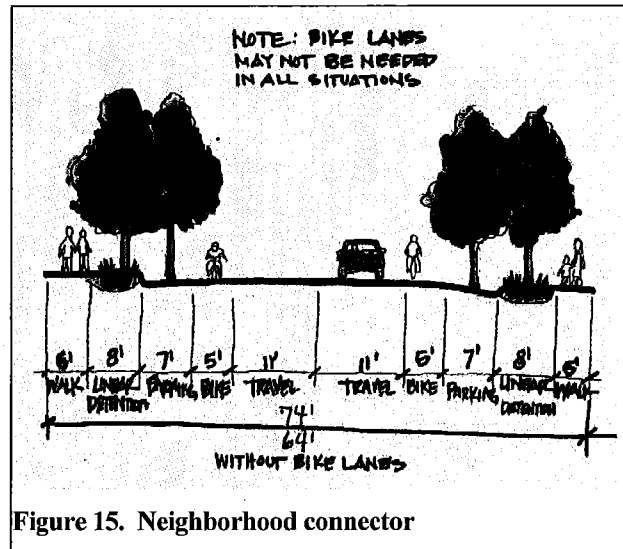 NOTE: BIKE LANES
MAY NOT BE NEEDED
IN ALL SITUATIONS
6' 8' 7' 5' 11' 11' 5' 7' 8' 6'
WALK LINEAR PARKING BIKE TRAVEL TRAVEL BIKE PARKING LINEAR WALK
DETENTION DETENTION
74'
64'
WITHOUT BIKE LANES
Figure 15. Neighborhood connector